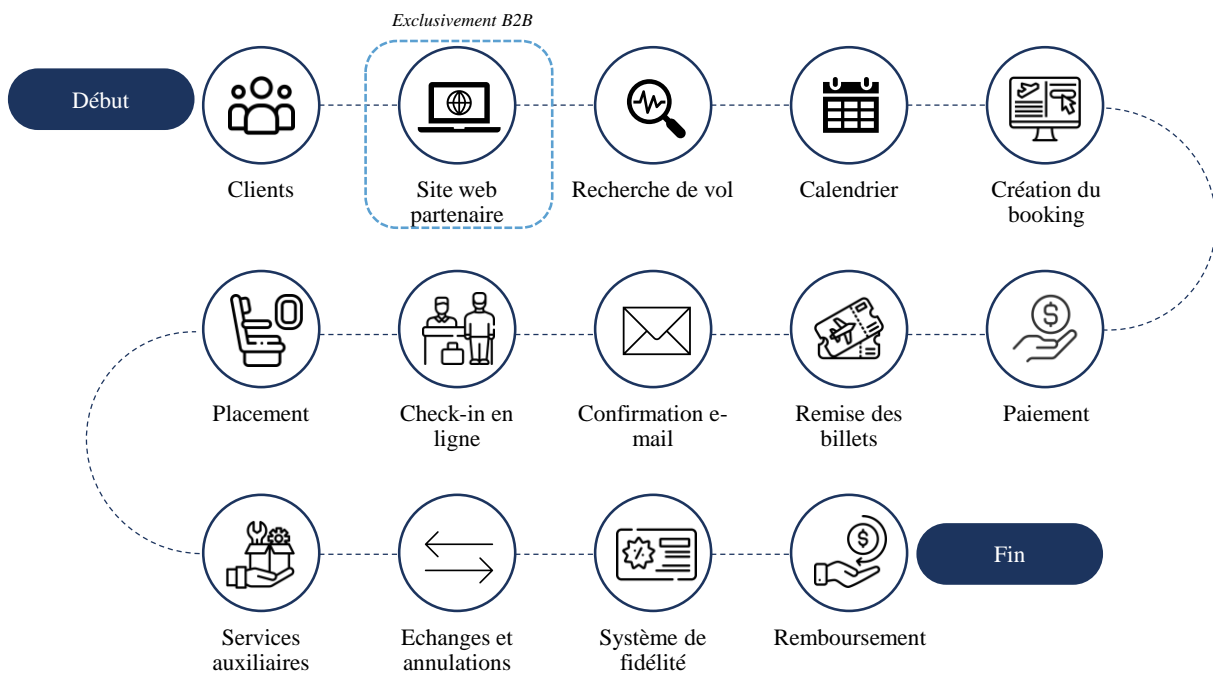 Exclusivement B2B
Début
Clients
Site web
partenaire
Recherche de vol
Calendrier
Création du
booking
Placement
Check-in en
ligne
Confirmation e-
mail
Remise des
billets
Paiement
Services
auxiliaires
Echanges et
annulations
Système de
fidélité
Remboursement
Fin